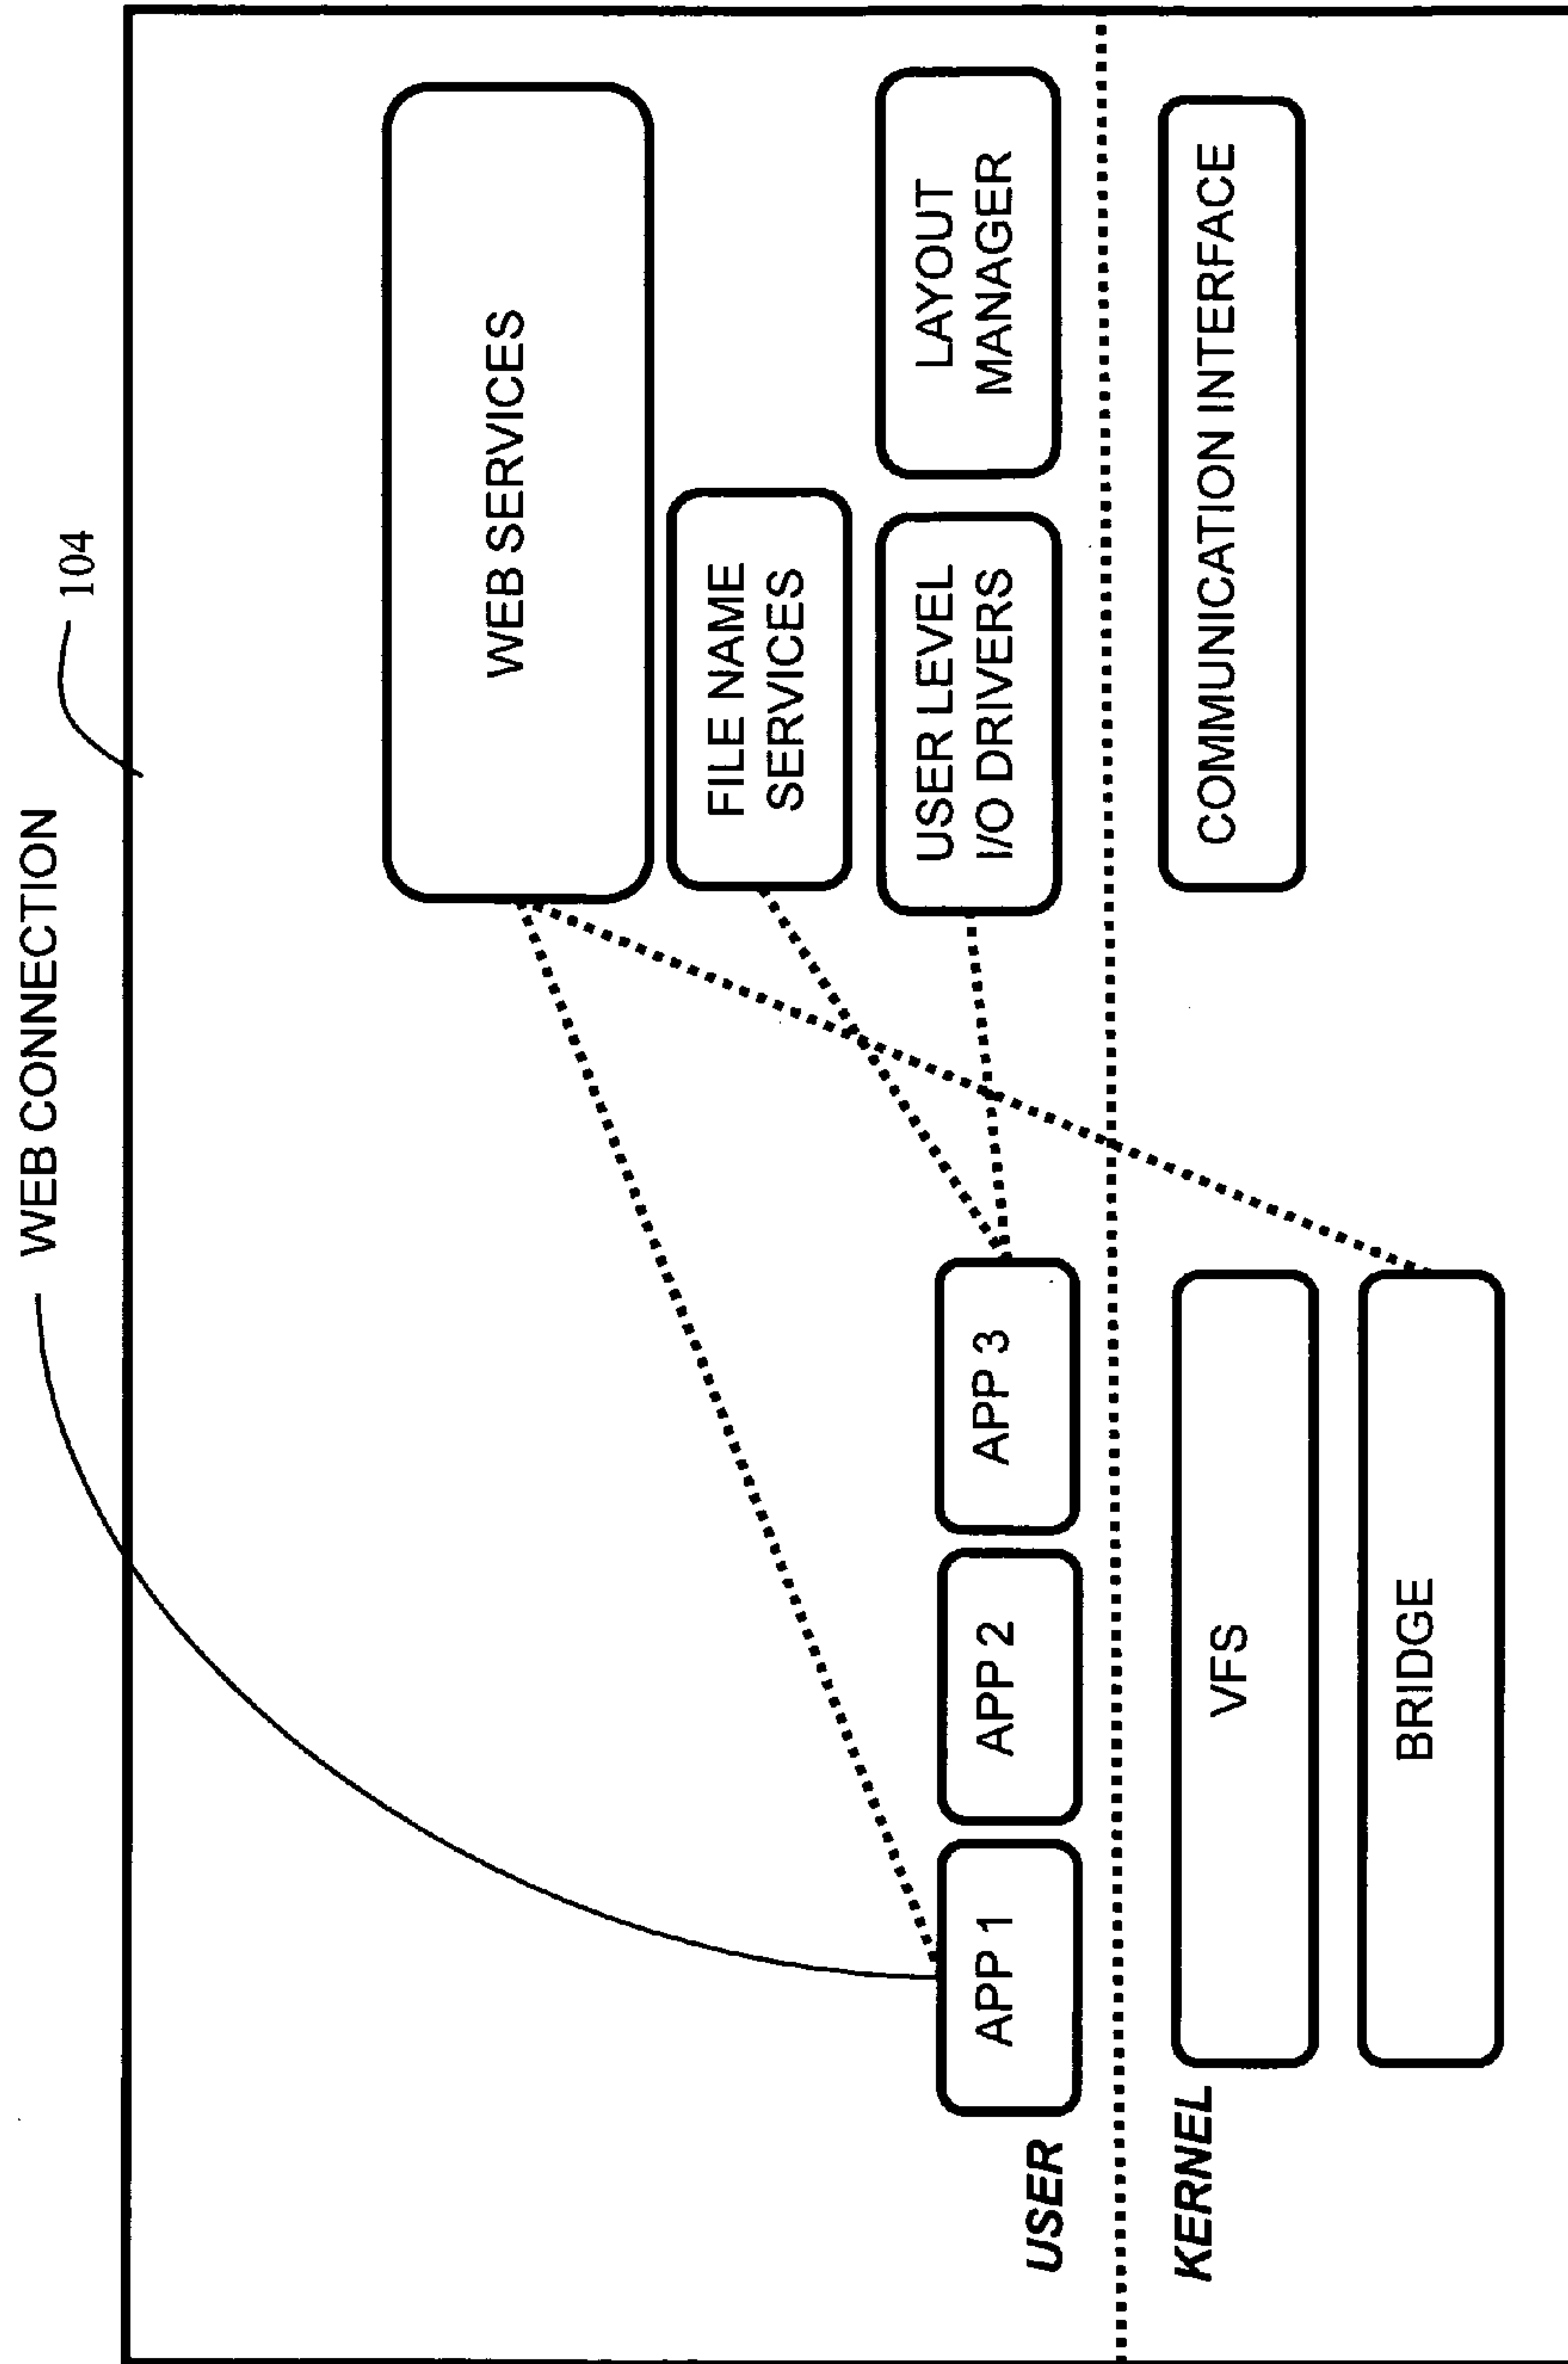 WEB CONNECTION
104
WEB SERVICES
FILE NAME
SERVICES
USER LEVEL
I/O DRIVERS
LAYOUT
MANAGER
APP 1
APP 2
APP 3
USER
KERNEL
VFS
COMMUNICATION INTERFACE
BRIDGE